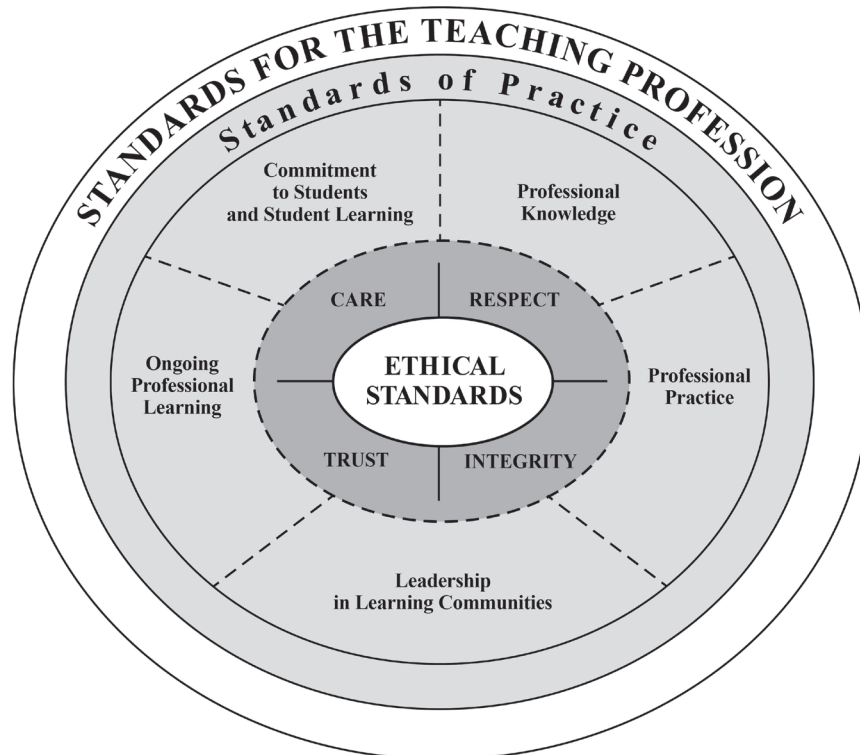 STANDARDS FOR THE TEACHING PROFESSION
Standards of Practice
Commitment
to Students
and Student Learning
Professional
Knowledge
CARE
RESPECT
ETHICAL
STANDARDS
Ongoing
Professional
Learning
Professional
Practice
TRUST
INTEGRITY
Leadership
in Learning Communities